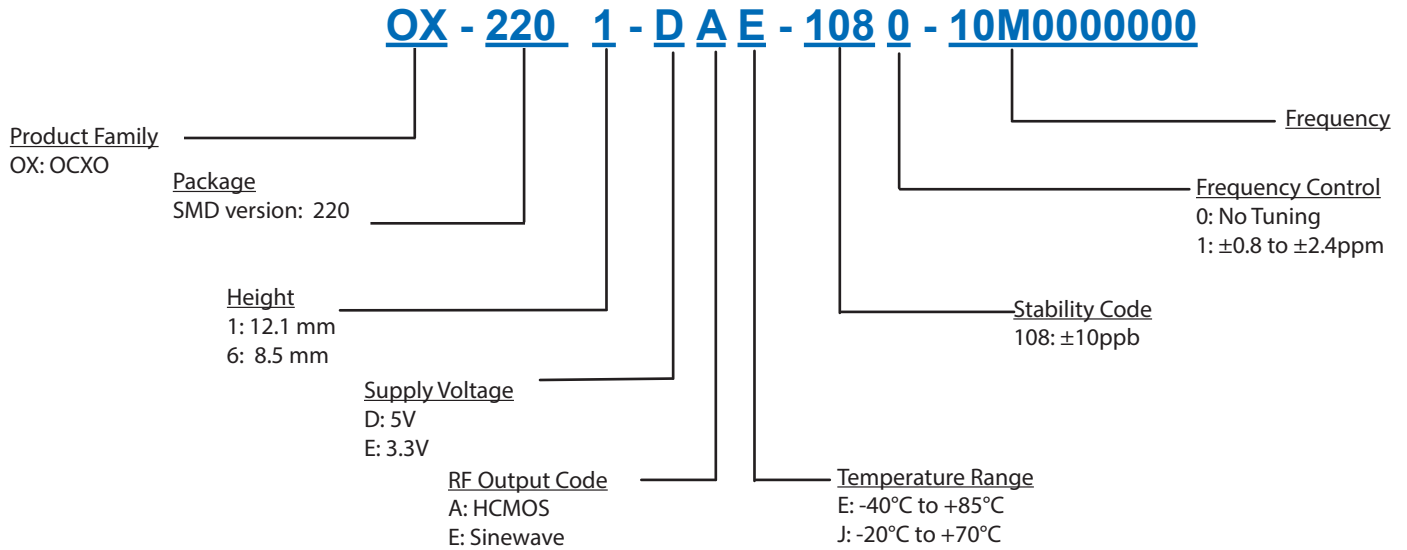 OX - 220 1 - D A E - 108 0 - 10M0000000
Product Family
OX: OCXO
Package
SMD version: 220
Height
1: 12.1 mm
6: 8.5 mm
Supply Voltage
D: 5V
E: 3.3V
RF Output Code
A: HCMOS
E: Sinewave
Temperature Range
E: -40°C to +85°C
J: -20°C to +70°C
Stability Code
108: ±10ppb
Frequency Control
0: No Tuning
1: ±0.8 to ±2.4ppm
Frequency